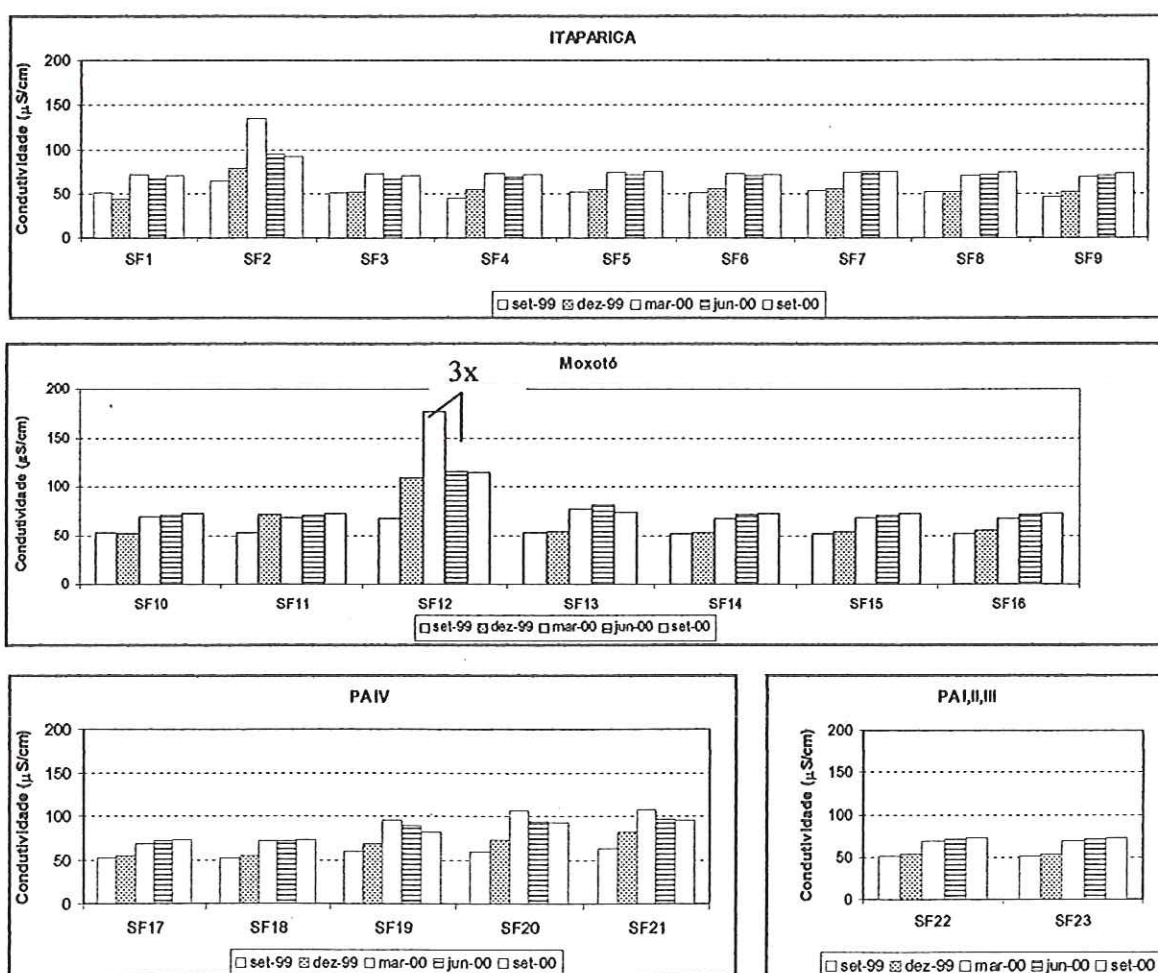 ITAPARICA
Condutividade (µS/cm)
200
150
100
50
0
SF1 SF2 SF3 SF4 SF5 SF6 SF7 SF8 SF9
set-99 dez-99 mar-00 jun-00 set-00
Moxotó
3x
Condutividade (µS/cm)
200
150
100
50
0
SF10 SF11 SF12 SF13 SF14 SF15 SF16
set-99 dez-99 mar-00 jun-00 set-00
PAIV
Condutividade (µS/cm)
200
150
100
50
0
SF17 SF18 SF19 SF20 SF21
set-99 dez-99 mar-00 jun-00 set-00
PAI,II,III
Condutividade (µS/cm)
200
150
100
50
0
SF22 SF23
set-99 dez-99 mar-00 jun-00 set-00